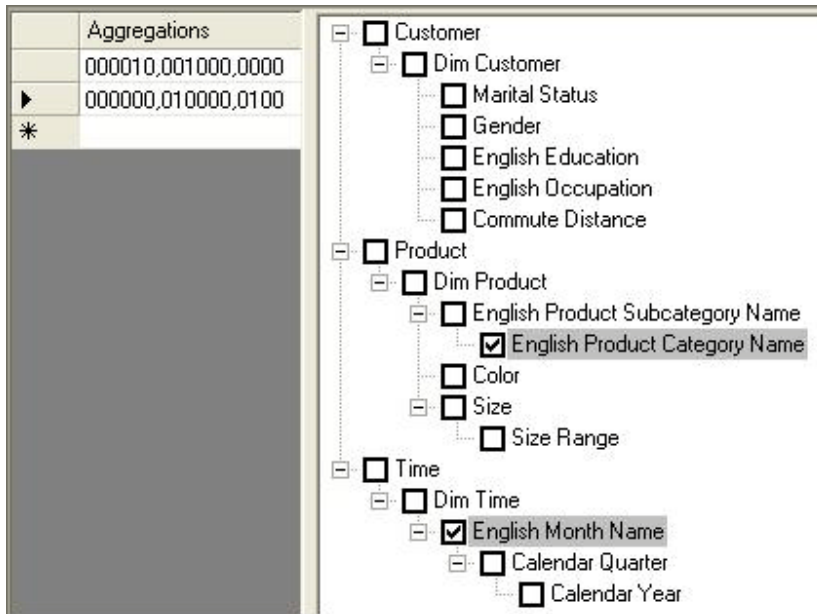 Aggregations
000010,001000,0000
000000,010000,0100
Customer
Dim Customer
Marital Status
Gender
English Education
English Occupation
Commute Distance
Product
Dim Product
English Product Subcategory Name
English Product Category Name
Color
Size
Size Range
Time
Dim Time
English Month Name
Calendar Quarter
Calendar Year